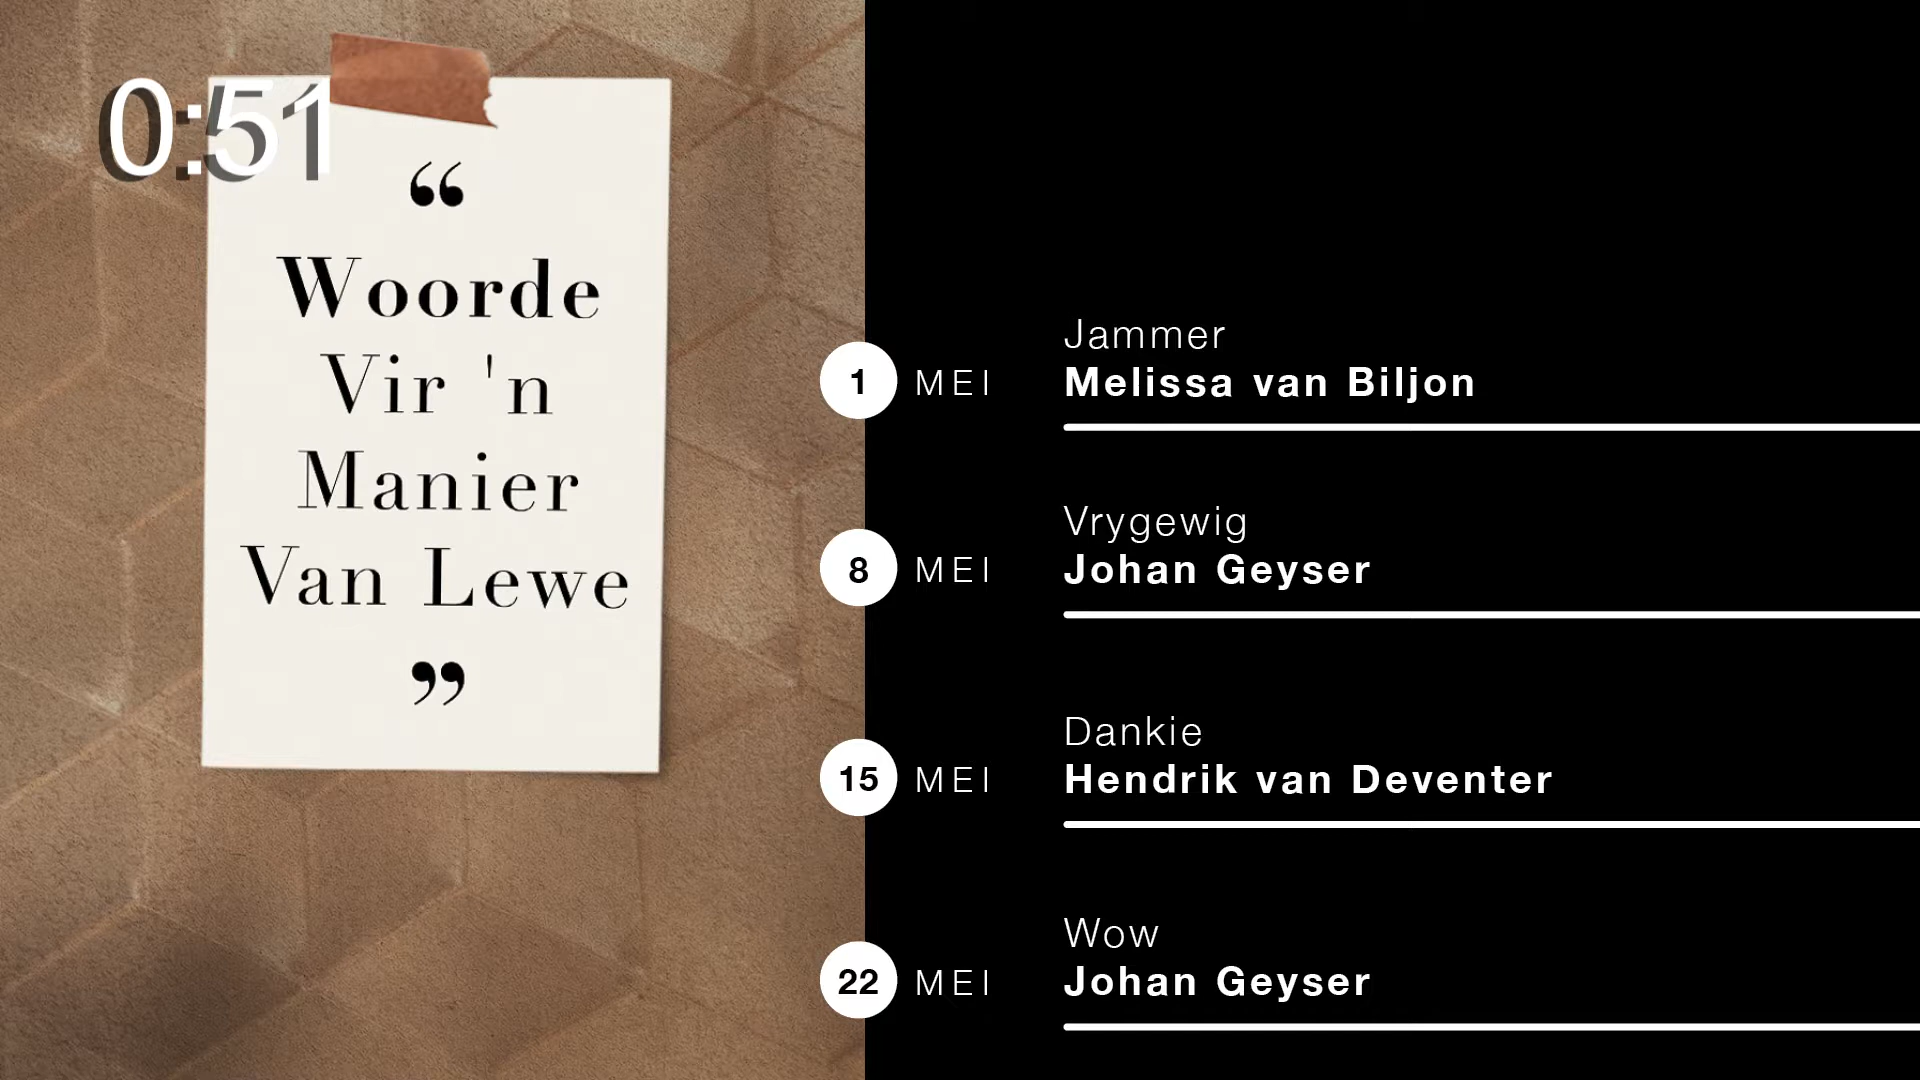 0:51
“
Woorde
Vir 'n
Manier
Van Lewe
”
1 MEI
Jammer
Melissa van Biljon
8 MEI
Vrygewig
Johan Geyser
15 MEI
Dankie
Hendrik van Deventer
22 MEI
Wow
Johan Geyser